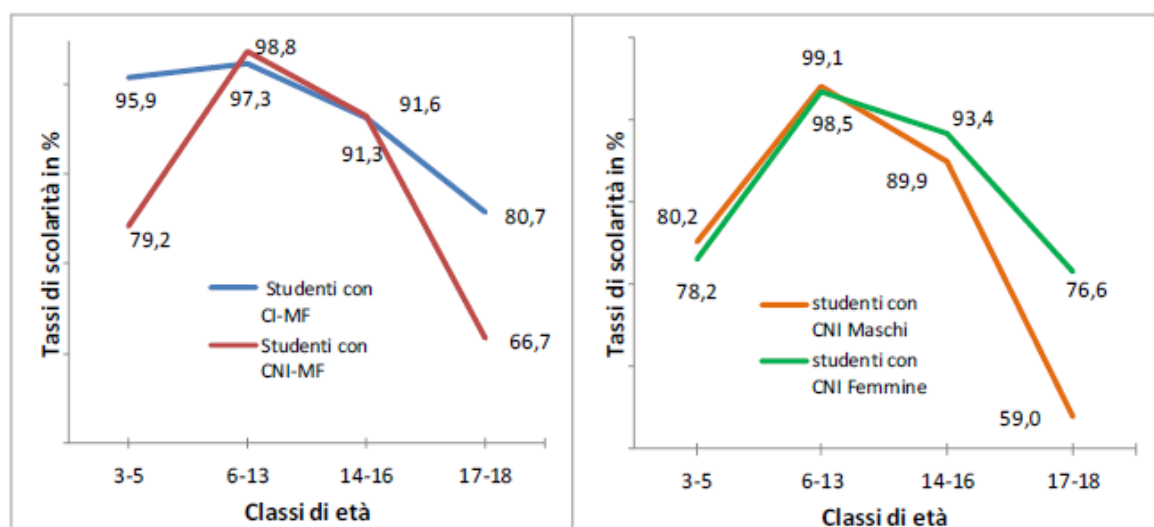 Tassi di scolarità in %
98,8
95,9
97,3
91,6
91,3
79,2
80,7
66,7
Studenti con
CI-MF
Studenti con
CNI-MF
3-5
6-13
14-16
17-18
Classi di età
Tassi di scolarità in %
99,1
98,5
93,4
89,9
80,2
78,2
76,6
59,0
studenti con
CNI Maschi
studenti con
CNI Femmine
3-5
6-13
14-16
17-18
Classi di età